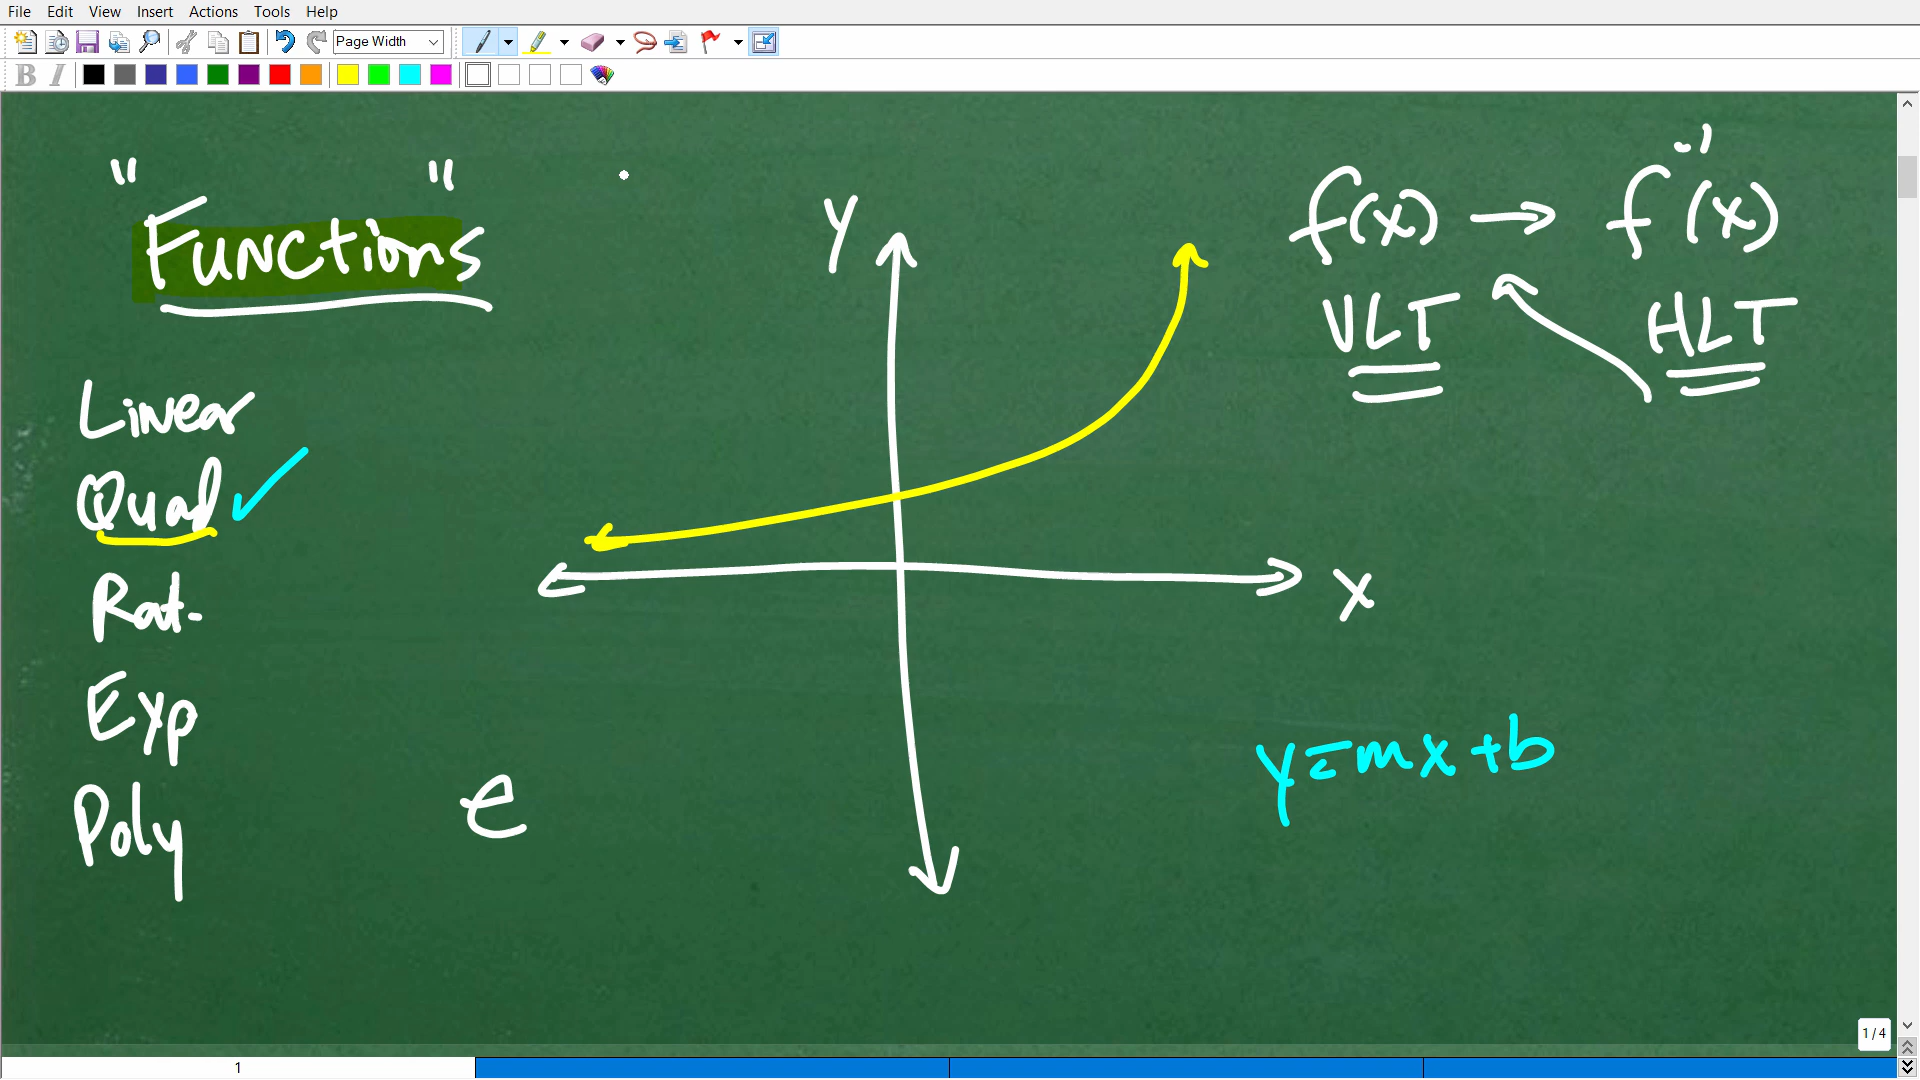 File Edit View Insert Actions Tools Help
Page Width
B I
"Functions"
Linear
Quad ✓
Rat.
Exp
Poly
e
y
x
f(x) → f⁻¹(x)
VLT HLT
y=mx+b
1/4
1